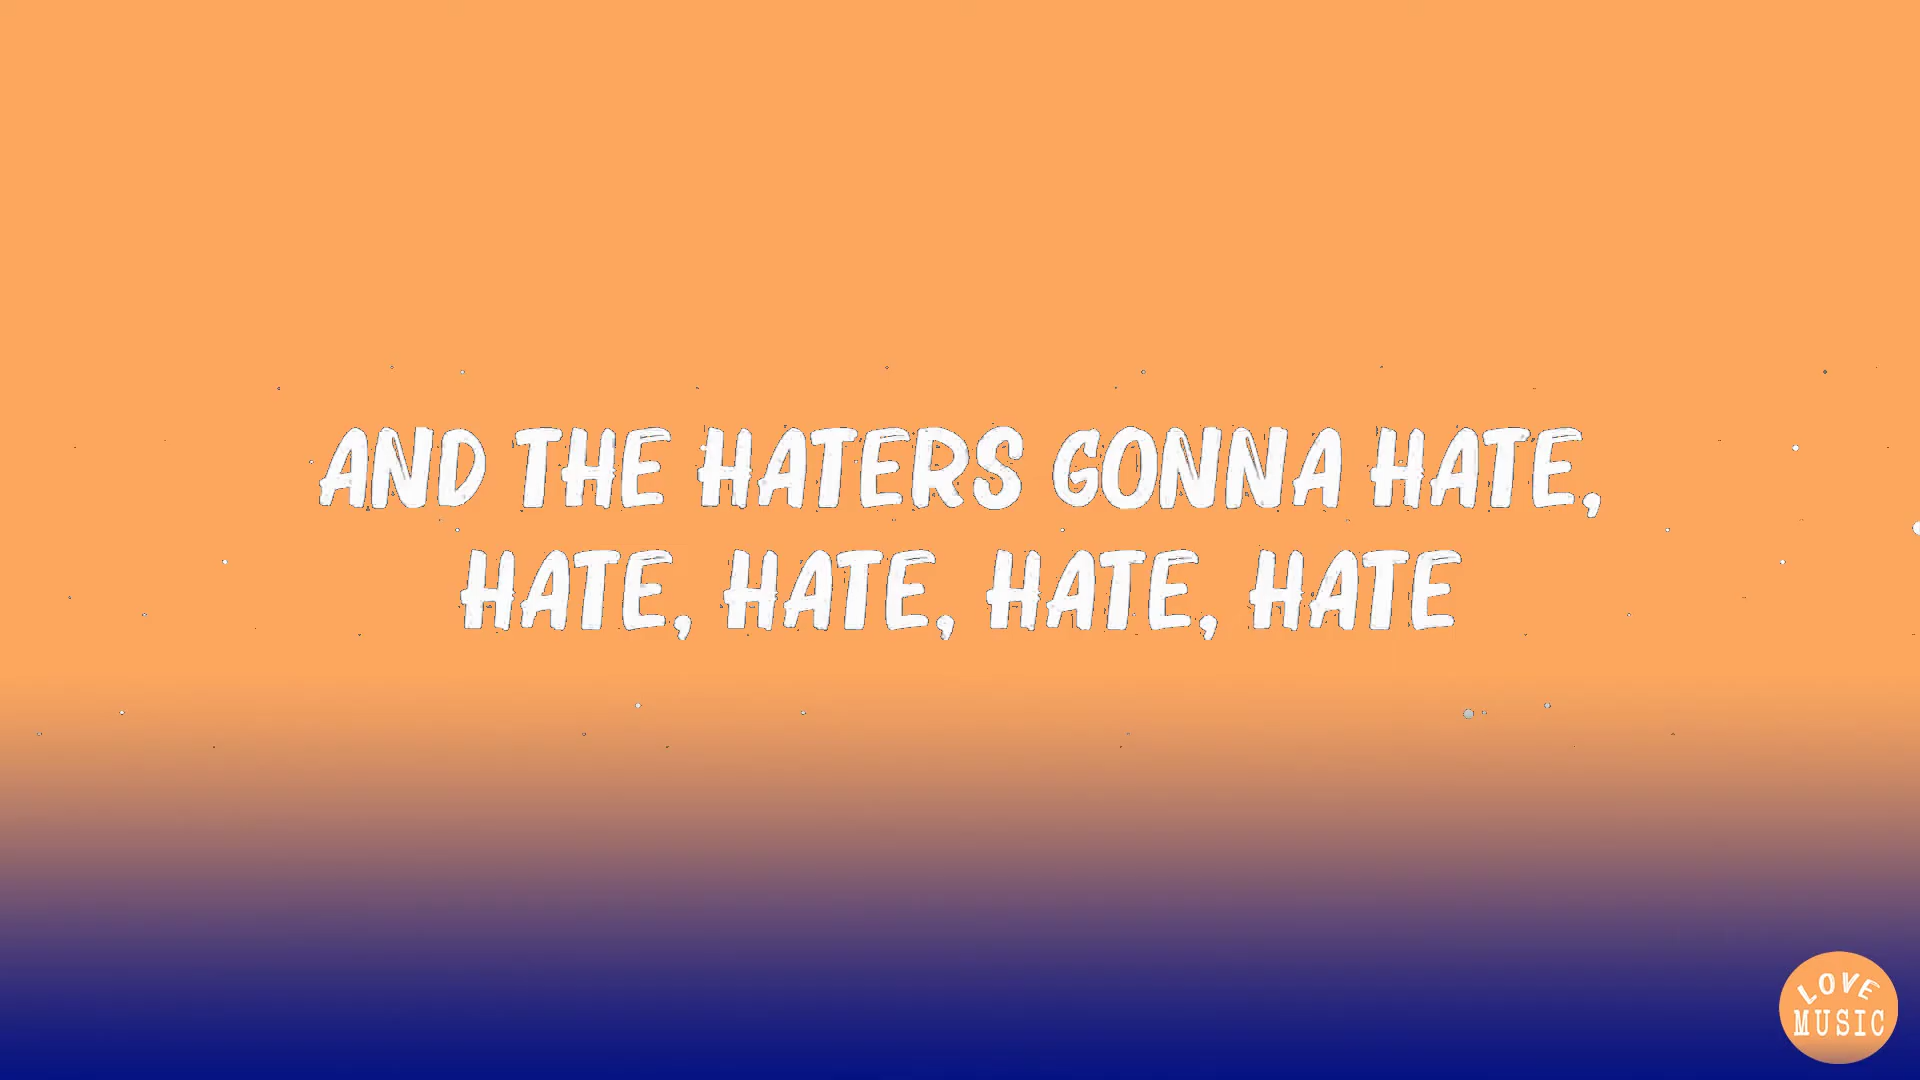 AND THE HATERS GONNA HATE,
HATE, HATE, HATE, HATE
LOVE
MUSIC